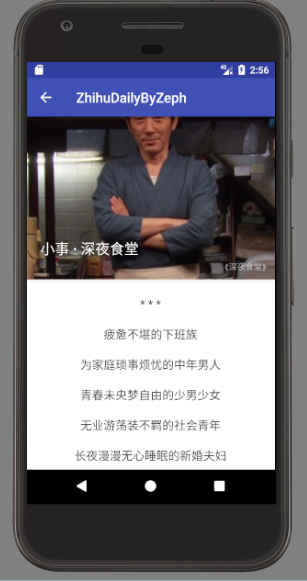 4G 2:56
ZhihuDailyByZeph
小事·深夜食堂
《深夜食堂》
***
疲惫不堪的下班族
为家庭琐事烦忧的中年男人
青春未央梦自由的少男少女
无业游荡装不羁的社会青年
长夜漫漫无心睡眠的新婚夫妇